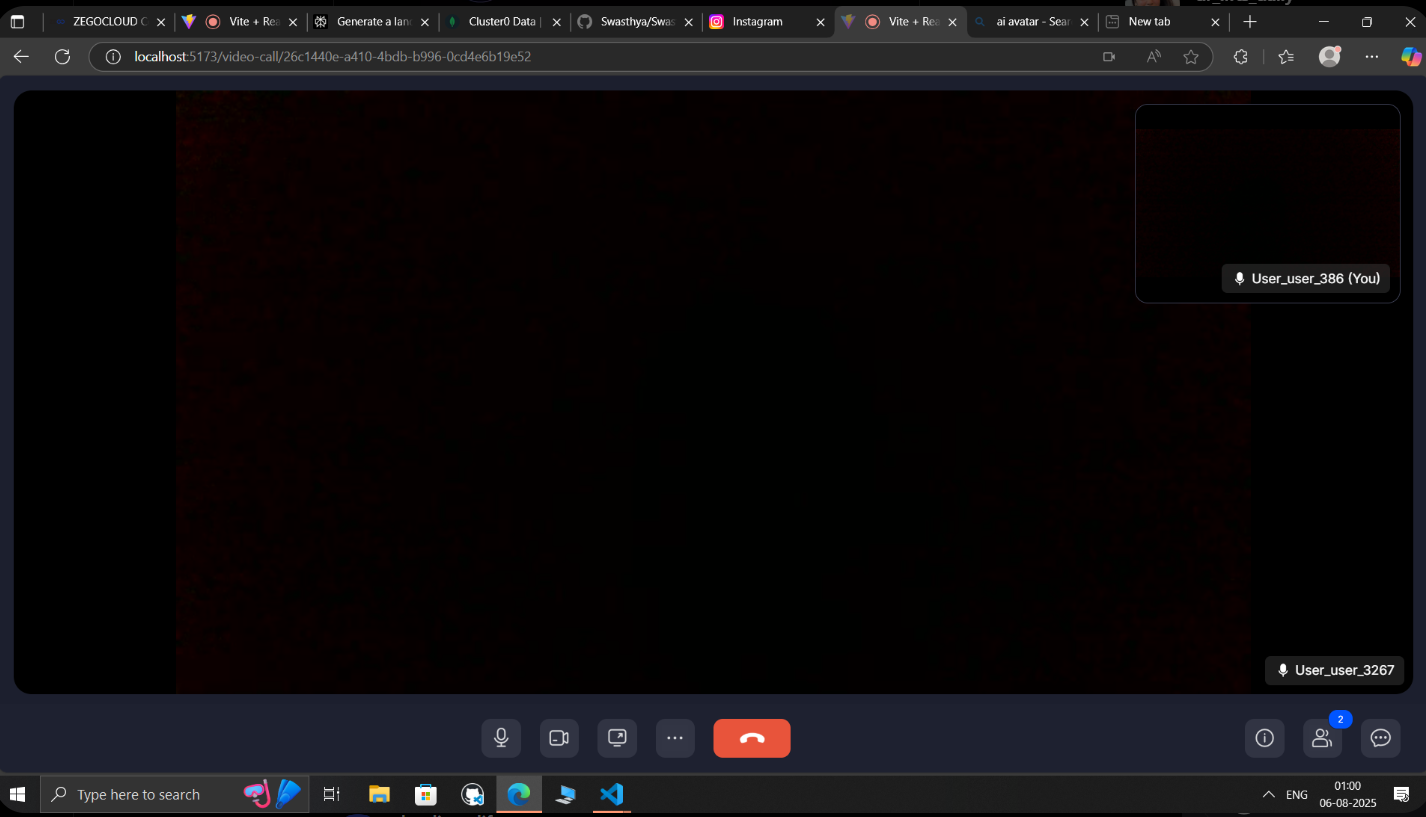 ZEGOCLOUD C
Vite + Rea
Generate a lan
Cluster0 Data |
Swasthya/Swas
Instagram
Vite + Rea
ai avatar - Sear
New tab
localhost:5173/video-call/26c1440e-a410-4bdb-b996-0cd4e6b19e52
User_user_386 (You)
User_user_3267
2
Type here to search
ENG
01:00
06-08-2025